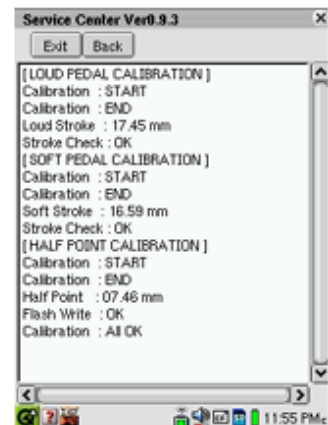 Service Center Ver0.9.3
Exit Back
[LOUD PEDAL CALIBRATION ]
Calibration : START
Calibration : END
Loud Stroke : 17.45 mm
Stroke Check : OK
[SOFT PEDAL CALIBRATION ]
Calibration : START
Calibration : END
Soft Stroke : 16.59 mm
Stroke Check : OK
[HALF POINT CALIBRATION ]
Calibration : START
Calibration : END
Half Point : 07.46 mm
Flash Write : OK
Calibration : All OK
11:55 PM